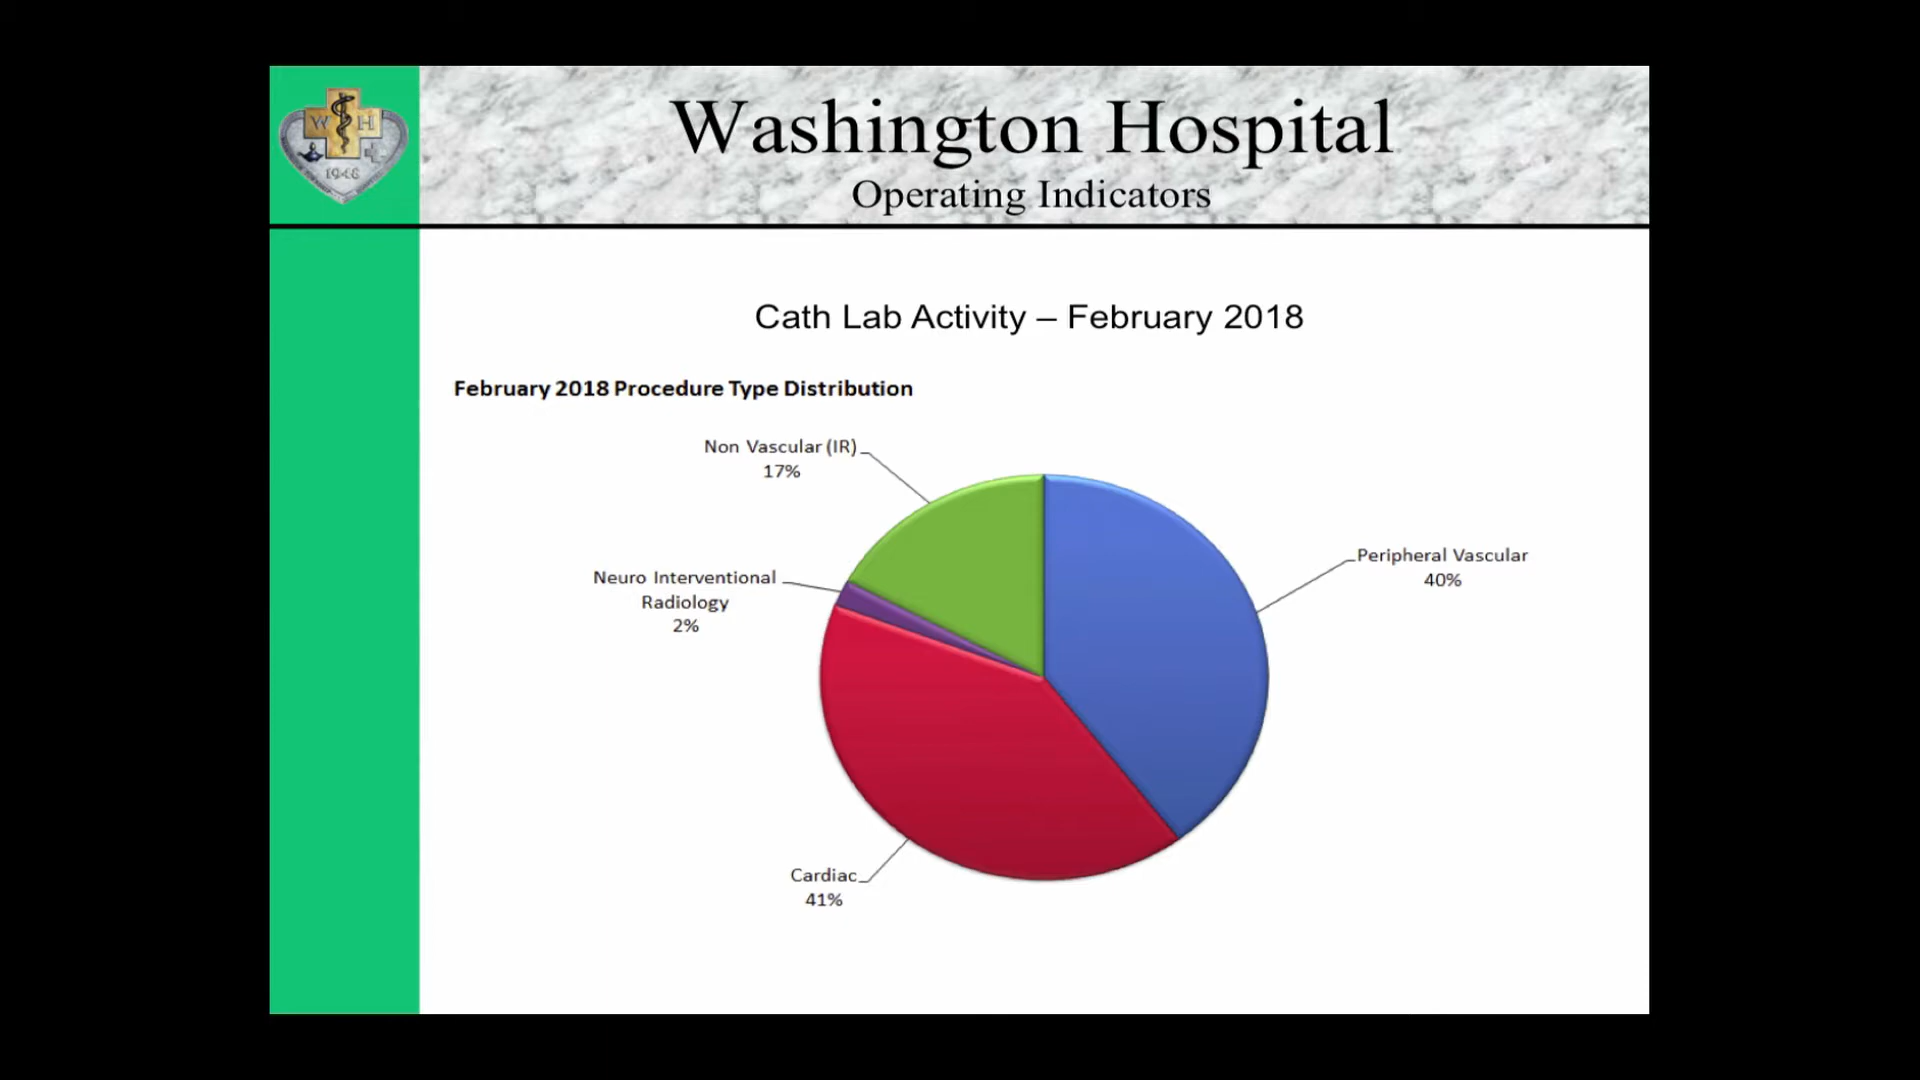 Washington Hospital
Operating Indicators
W H
1948
Cath Lab Activity – February 2018
February 2018 Procedure Type Distribution
Non Vascular (IR)
17%
Peripheral Vascular
40%
Neuro Interventional
Radiology
2%
Cardiac
41%